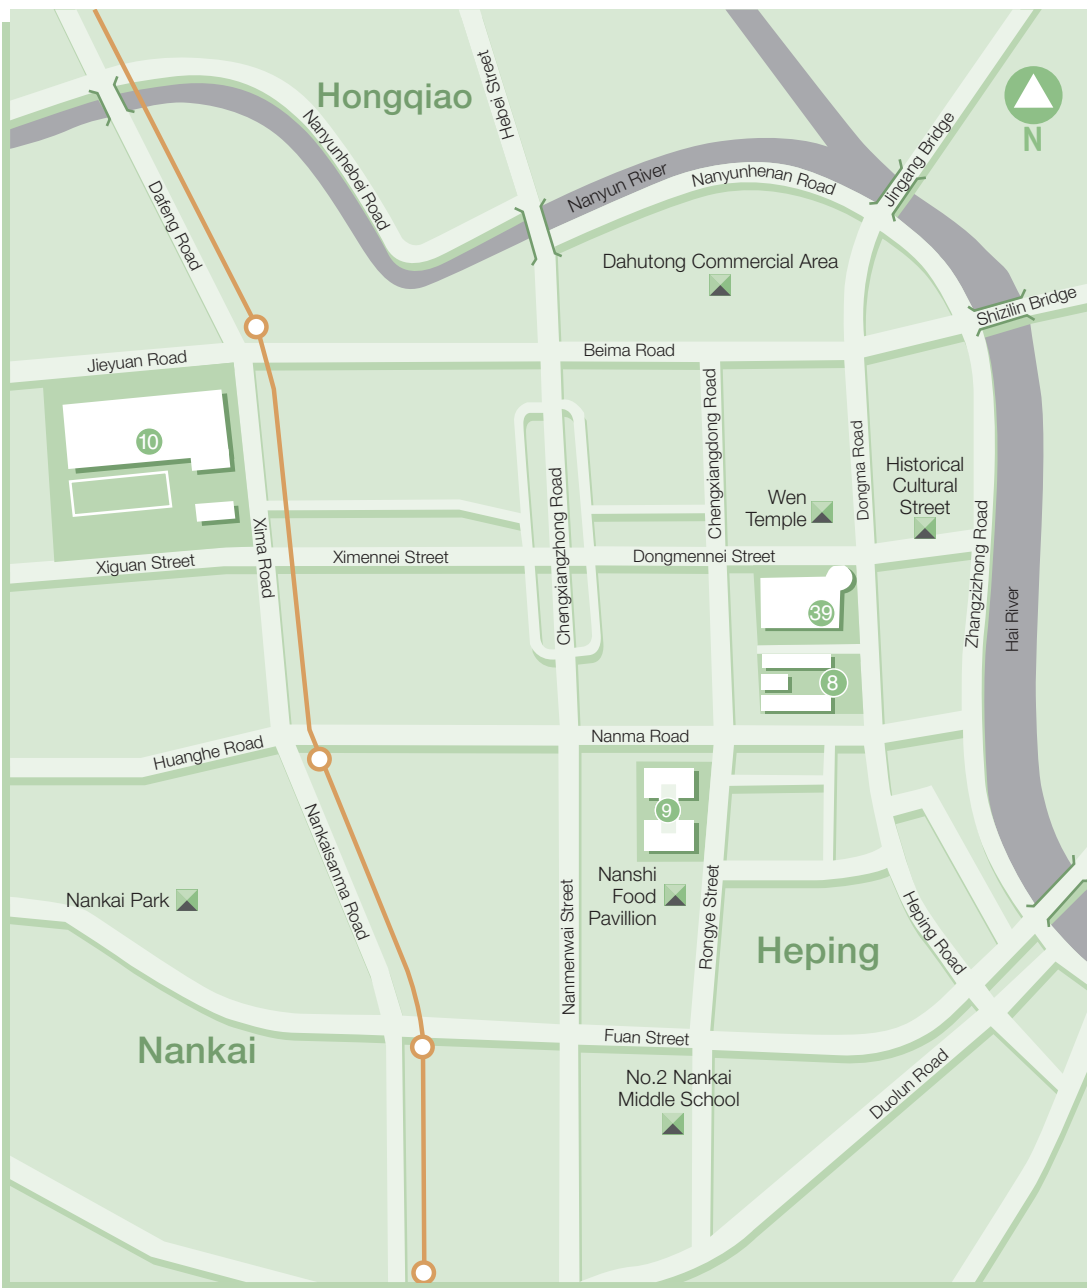 Hongqiao
Hebei Street
Jingang Bridge
N
Nanyunhebei Road
Nanyun River
Nanyunhenan Road
Dafeng Road
Dahutong Commercial Area
Shizilin Bridge
Jieyuan Road
Beima Road
10
Chengxiangdong Road
Dongma Road
Historical
Cultural
Street
Wen
Temple
Xima Road
Chengxiangzhong Road
Zhangzizhong Road
Hai River
Xiguan Street
Ximennei Street
Dongmennei Street
39
8
Huanghe Road
Nanma Road
9
Nankaisanma Road
Nankai Park
Nanmenwai Street
Nanshi
Food
Pavillion
Rongye Street
Heping Road
Heping
Nankai
Fuan Street
No.2 Nankai
Middle School
Duolun Road